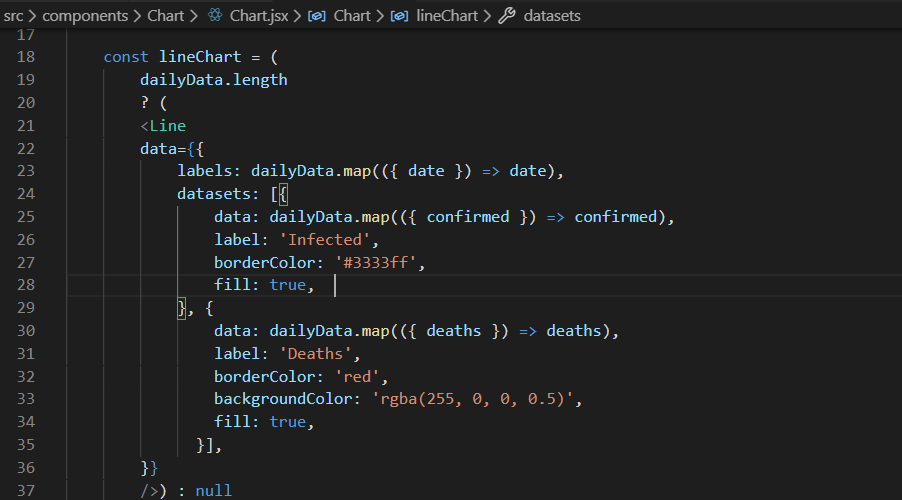 src > components > Chart > Chart.jsx > Chart > lineChart > datasets
17
18 const lineChart = (
19 dailyData.length
20 ? (
21 <Line
22 data={{
23 labels: dailyData.map(({ date }) => date),
24 datasets: [{
25 data: dailyData.map(({ confirmed }) => confirmed),
26 label: 'Infected',
27 borderColor: '#3333ff',
28 fill: true,
29 }, {
30 data: dailyData.map(({ deaths }) => deaths),
31 label: 'Deaths',
32 borderColor: 'red',
33 backgroundColor: 'rgba(255, 0, 0, 0.5)',
34 fill: true,
35 }],
36 }}
37 />) : null